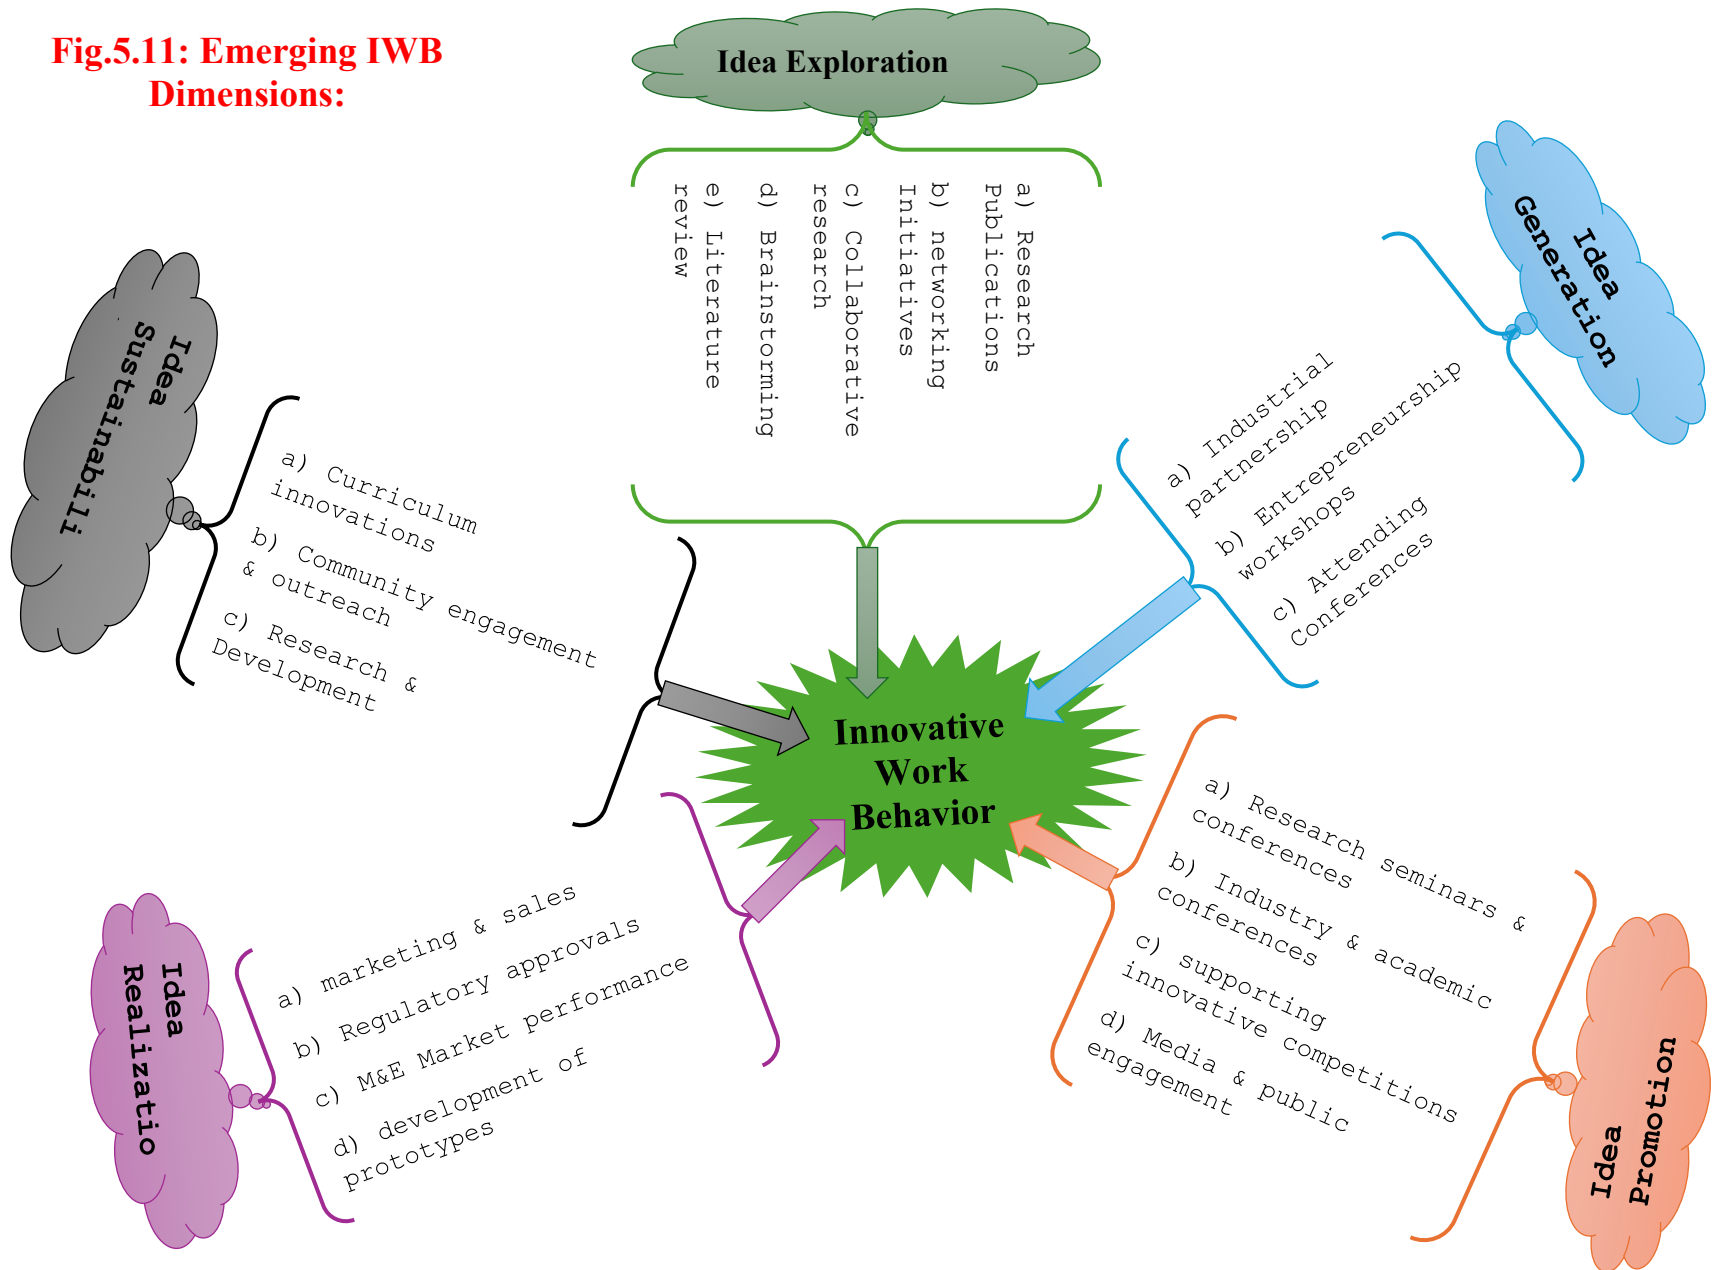 Fig.5.11: Emerging IWB
Dimensions:
Idea Exploration
a) Research
Publications
b) networking
Initiatives
c) Collaborative
research
d) Brainstorming
e) Literature
review
Idea
Generation
a) Industrial
partnership
b) Entrepreneurship
workshops
c) Attending
Conferences
Idea
Sustainabili
a) Curriculum
innovations
b) Community engagement
& outreach
c) Research &
Development
Innovative
Work
Behavior
Idea
Realizatio
a) marketing & sales
b) Regulatory approvals
c) M&E Market performance
d) development of
prototypes
a) Research seminars &
conferences
b) Industry & academic
conferences
c) supporting
innovative competitions
d) Media & public
engagement
Idea
Promotion